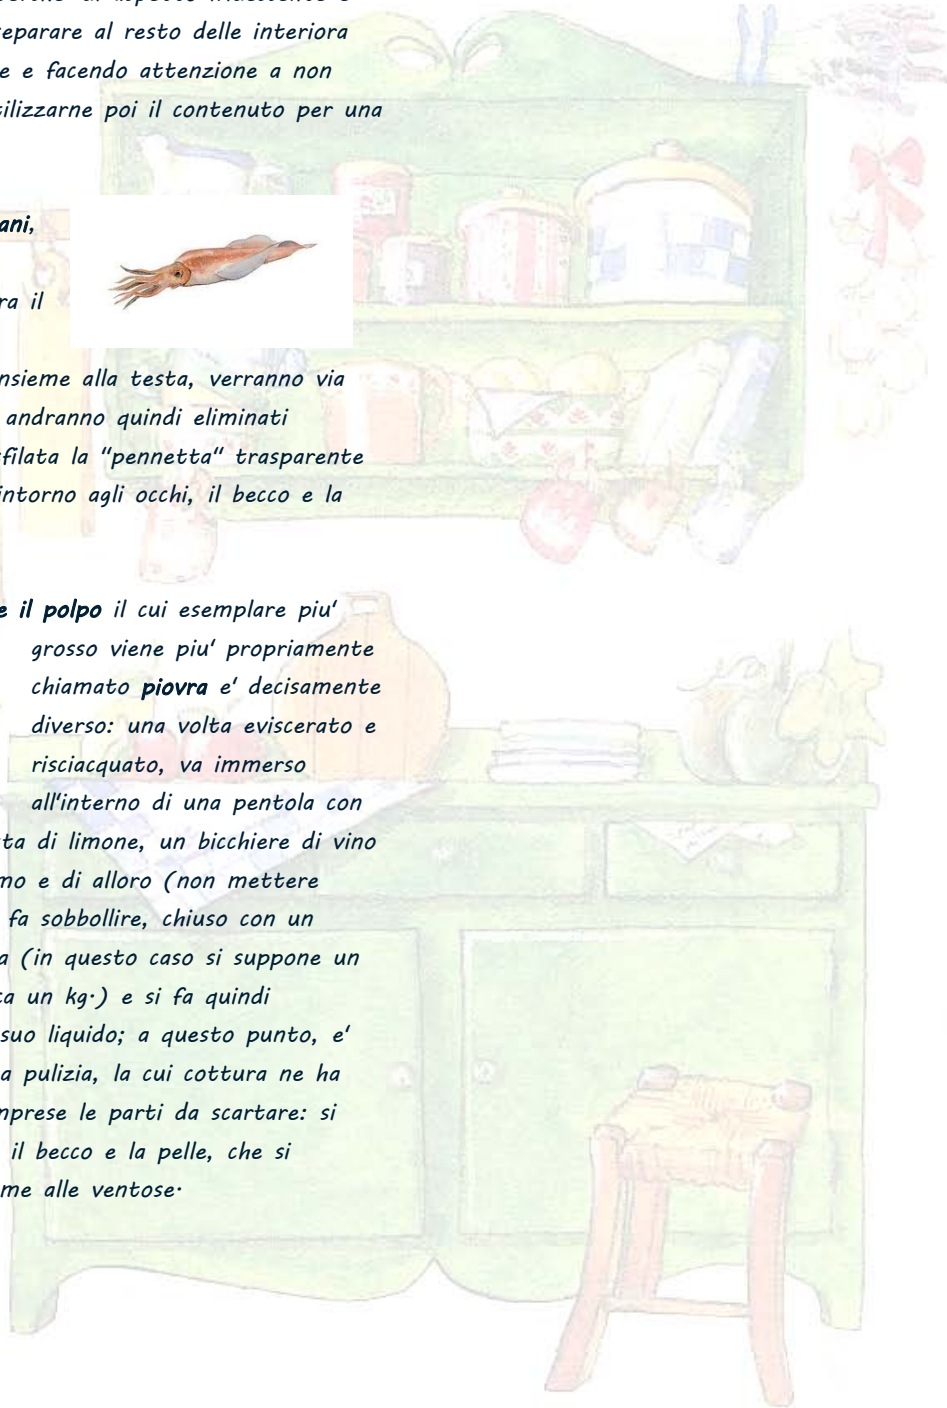 separare al resto delle interiora
e e facendo attenzione a non
tilizzarne poi il contenuto per una
ani,
ra il
nsieme alla testa, verranno via
andranno quindi eliminati
sfilata la "pennetta" trasparente
intorno agli occhi, il becco e la
e il polpo il cui esemplare piu'
grosso viene piu' propriamente
chiamato piovra e' decisamente
diverso: una volta eviscerato e
risciacquato, va immerso
all'interno di una pentola con
ta di limone, un bicchiere di vino
mo e di alloro (non mettere
fa sobbollire, chiuso con un
a (in questo caso si suppone un
ca un kg.) e si fa quindi
suo liquido; a questo punto, e'
a pulizia, la cui cottura ne ha
mprese le parti da scartare: si
il becco e la pelle, che si
me alle ventose.